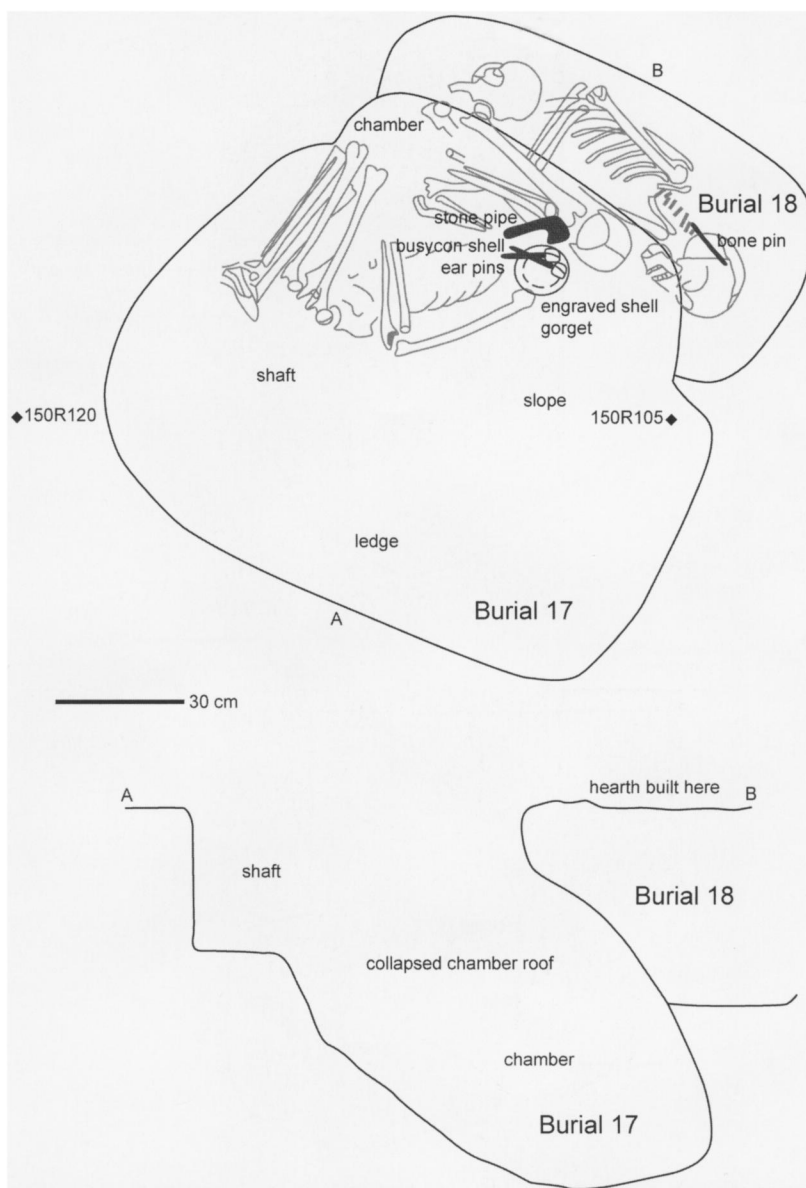 B
chamber
Burial 18
stone pipe
bone pin
busycon shell
ear pins
engraved shell
gorget
shaft
slope
◆150R120
150R105◆
ledge
Burial 17
A
30 cm
A
hearth built here
B
shaft
Burial 18
collapsed chamber roof
chamber
Burial 17